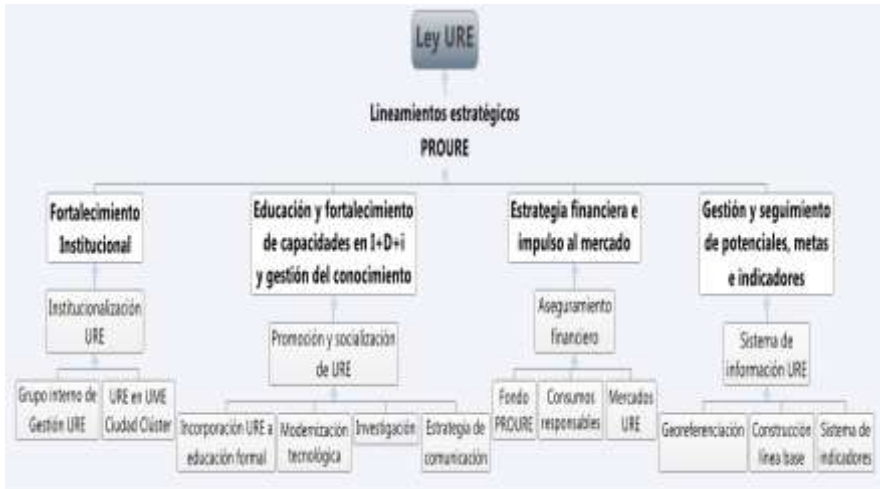 Ley URE
Lineamientos estratégicos
PROURE
Fortalecimiento
Institucional
Educación y fortalecimiento
de capacidades en I+D+i
y gestión del conocimiento
Estrategia financiera e
impulso al mercado
Gestión y seguimiento
de potenciales, metas
e indicadores
Institucionalización
URE
Promoción y socialización
de URE
Aseguramiento
financiero
Sistema de
información URE
Grupo interno de
Gestión URE
URE en UME
Ciudad Clúster
Incorporación URE a
educación formal
Modernización
tecnológica
Investigación
Estrategia de
comunicación
Fondo
PROURE
Consumos
responsables
Mercados
URE
Georeferenciación
Construcción
línea base
Sistema de
indicadores